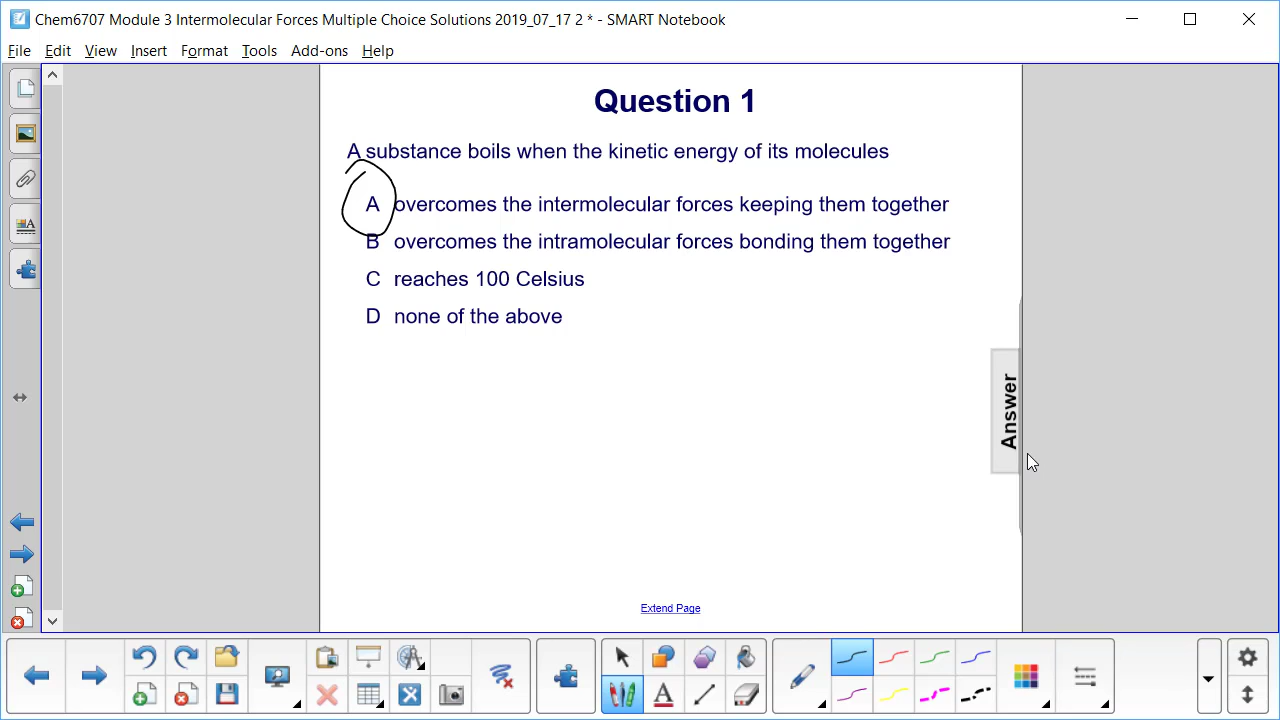 Chem6707 Module 3 Intermolecular Forces Multiple Choice Solutions 2019_07_17 2 * - SMART Notebook
File Edit View Insert Format Tools Add-ons Help
Question 1
A substance boils when the kinetic energy of its molecules
A overcomes the intermolecular forces keeping them together
B overcomes the intramolecular forces bonding them together
C reaches 100 Celsius
D none of the above
Answer
Extend Page